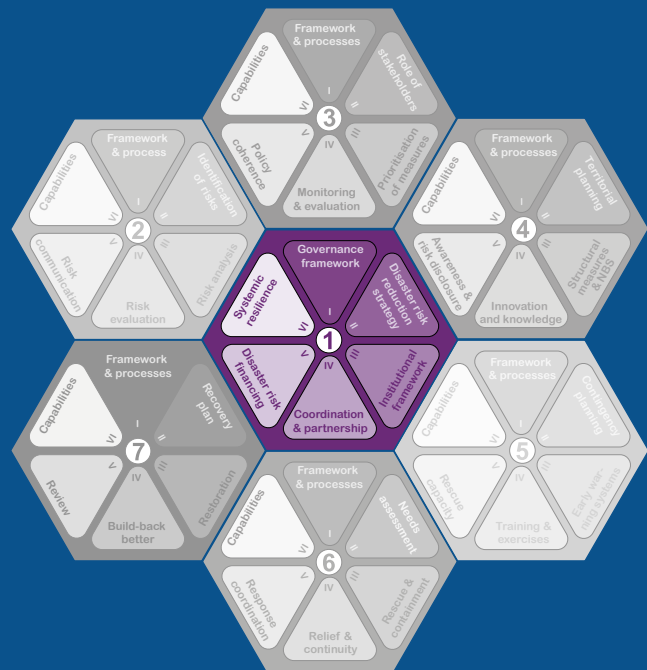 Framework
& processes
I
Role of
stakeholders
II
Prioritisation
of measures
III
Monitoring
& evaluation
IV
Policy
coherence
V
Capabilities
VI
3
Framework
& process
I
Identification
of risks
II
Risk analysis
III
Risk
evaluation
IV
Risk
communication
V
Capabilities
VI
2
Framework
& processes
I
Territorial
planning
II
Structural
measures
& NBS
III
Innovation
and knowledge
IV
Awareness &
risk disclosure
V
Capabilities
VI
4
Governance
framework
I
Disaster risk
reduction
strategy
II
Institutional
framework
III
Coordination
& partnership
IV
Disaster risk
financing
V
Systemic
resilience
VI
1
Framework
& processes
I
Recovery
plan
II
Restoration
III
Build-back
better
IV
Review
V
Capabilities
VI
7
Framework
& processes
I
Contingency
planning
II
Early war-
ning systems
III
Training &
exercises
IV
Rescue
capacity
V
Capabilities
VI
5
Framework
& processes
I
Needs
assessment
II
Rescue &
containment
III
Relief &
continuity
IV
Response
coordination
V
Capabilities
VI
6